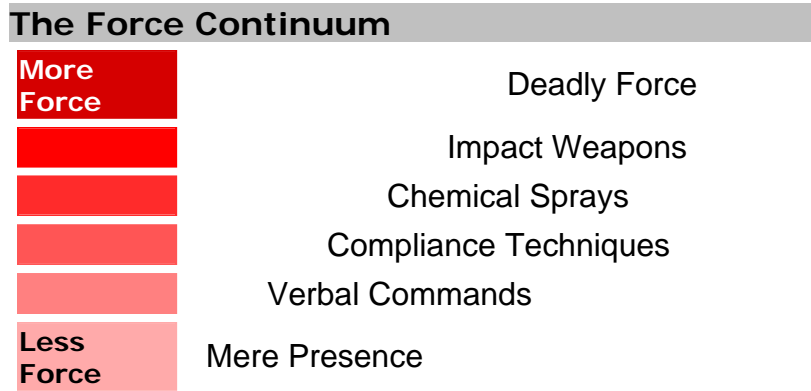 The Force Continuum
More
Force
Deadly Force
Impact Weapons
Chemical Sprays
Compliance Techniques
Verbal Commands
Less
Force
Mere Presence